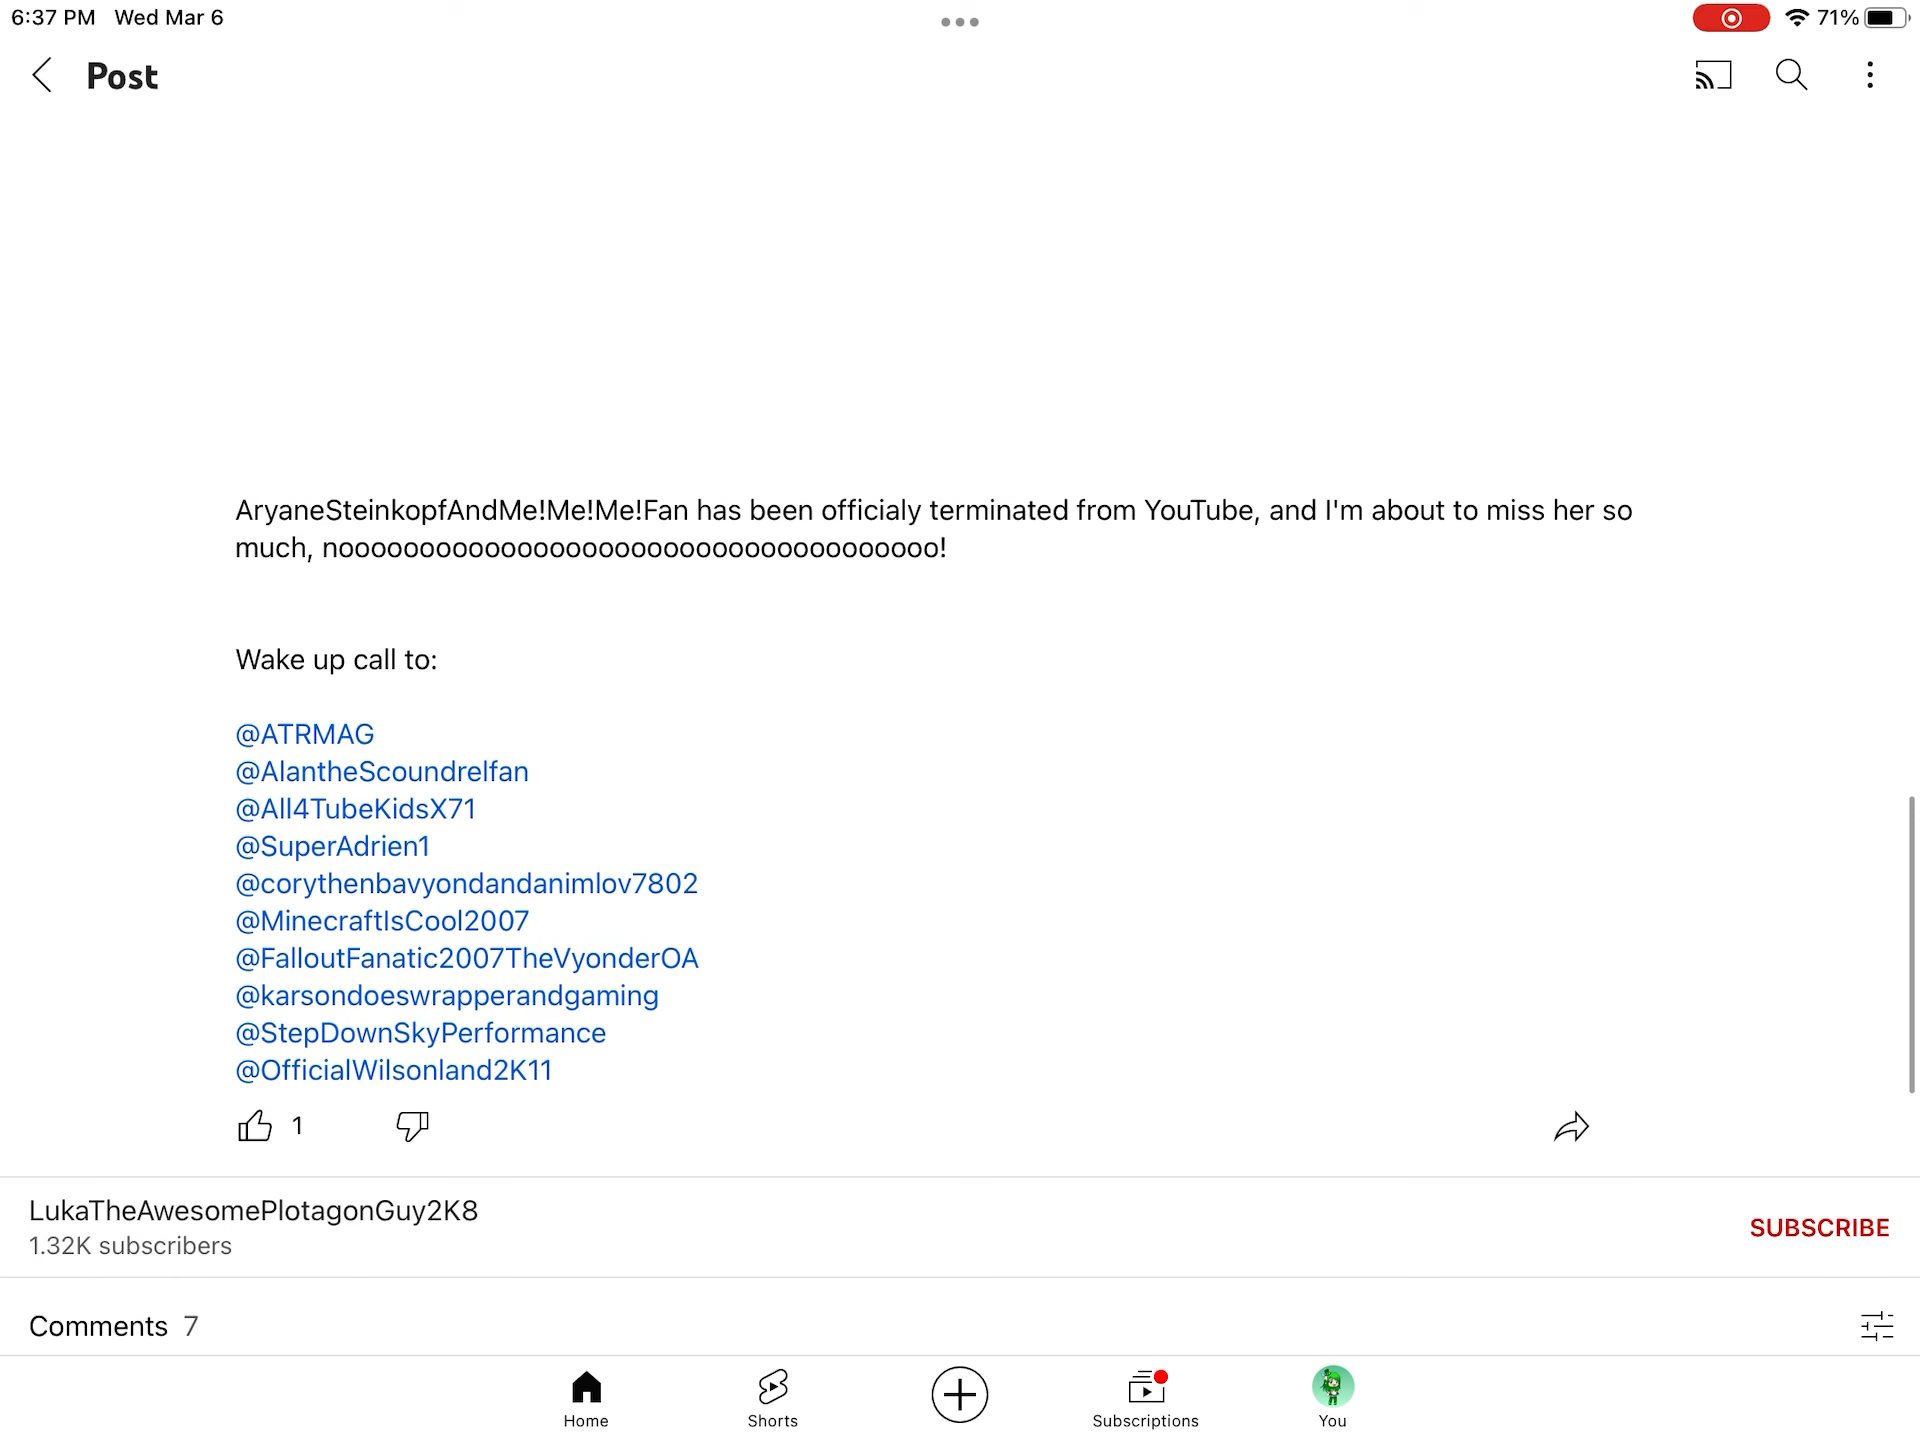 6:37 PM Wed Mar 6
71%
Post
AryaneSteinkopfAndMe!Me!Me!Fan has been officialy terminated from YouTube, and I'm about to miss her so
much, nooooooooooooooooooooooooooooooooooooo!
Wake up call to:
@ATRMAG
@AlantheScoundrelfan
@All4TubeKidsX71
@SuperAdrien1
@corythenbavyondandanimlov7802
@MinecraftIsCool2007
@FalloutFanatic2007TheVyonderOA
@karsondoeswrapperandgaming
@StepDownSkyPerformance
@OfficialWilsonland2K11
1
LukaTheAwesomePlotagonGuy2K8
1.32K subscribers
SUBSCRIBE
Comments 7
Home Shorts Subscriptions You